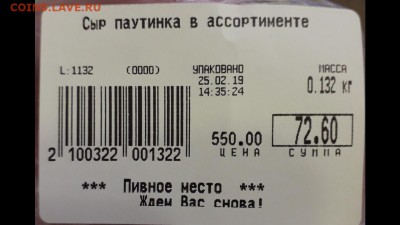 COINS.LAVE.RU
Сыр паутинка в ассортименте
L:1132 (0000) УПАКОВАНО МАССА
25.02.19 0.132 кг
14:35:24
550.00 72.60
ЦЕНА СУММА
2 100322 001322
*** Пивное место ***
Ждем Вас снова!